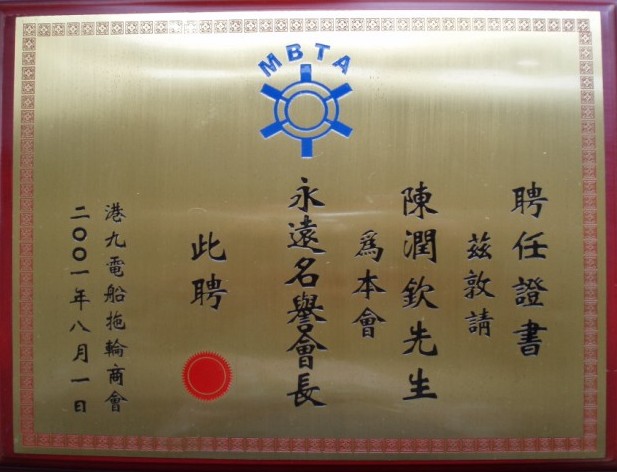 MBTA
聘任證書
茲敦請
陳潤欽先生
爲本會
永遠名譽會長
此聘
港九電船拖輪商會
二〇〇一年八月一日